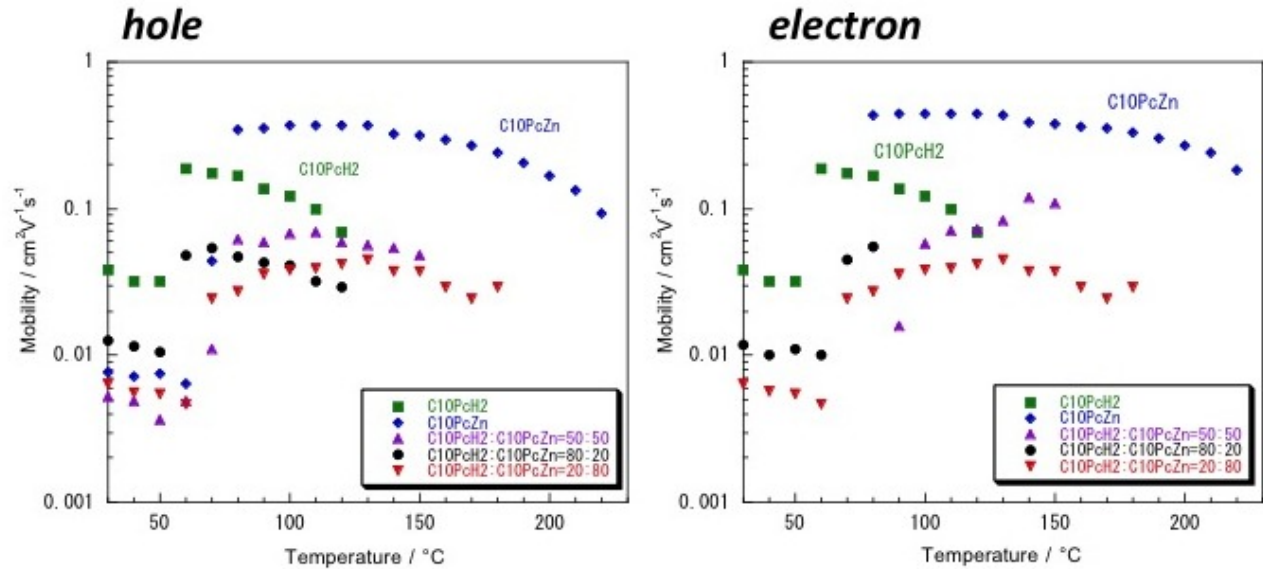 hole
1
0.1
0.01
0.001
Mobility / cm²V⁻¹s⁻¹
C10PcZn
C10PcH2
C10PcH2
C10PcZn
C10PcH2:C10PcZn=50:50
C10PcH2:C10PcZn=80:20
C10PcH2:C10PcZn=20:80
50 100 150 200
Temperature / °C
electron
1
0.1
0.01
0.001
Mobility / cm²V⁻¹s⁻¹
C10PcZn
C10PcH2
C10PcH2
C10PcZn
C10PcH2:C10PcZn=50:50
C10PcH2:C10PcZn=80:20
C10PcH2:C10PcZn=20:80
50 100 150 200
Temperature / °C